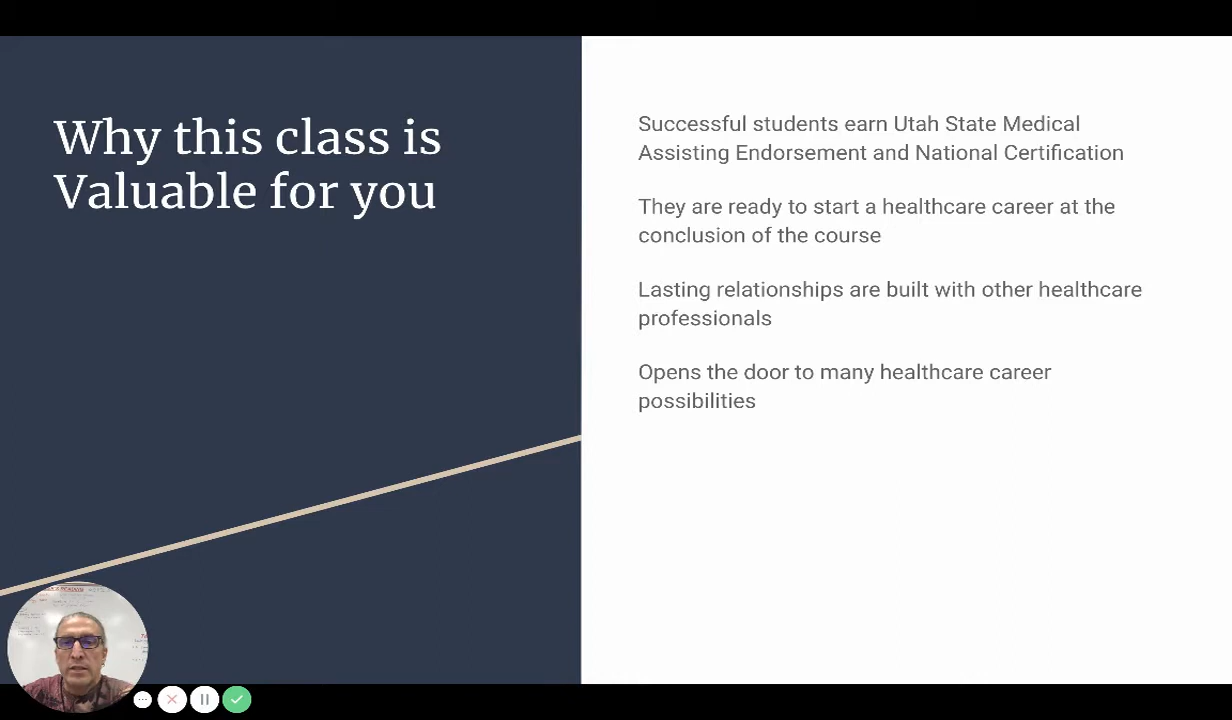 Why this class is
Valuable for you
Successful students earn Utah State Medical
Assisting Endorsement and National Certification
They are ready to start a healthcare career at the
conclusion of the course
Lasting relationships are built with other healthcare
professionals
Opens the door to many healthcare career
possibilities